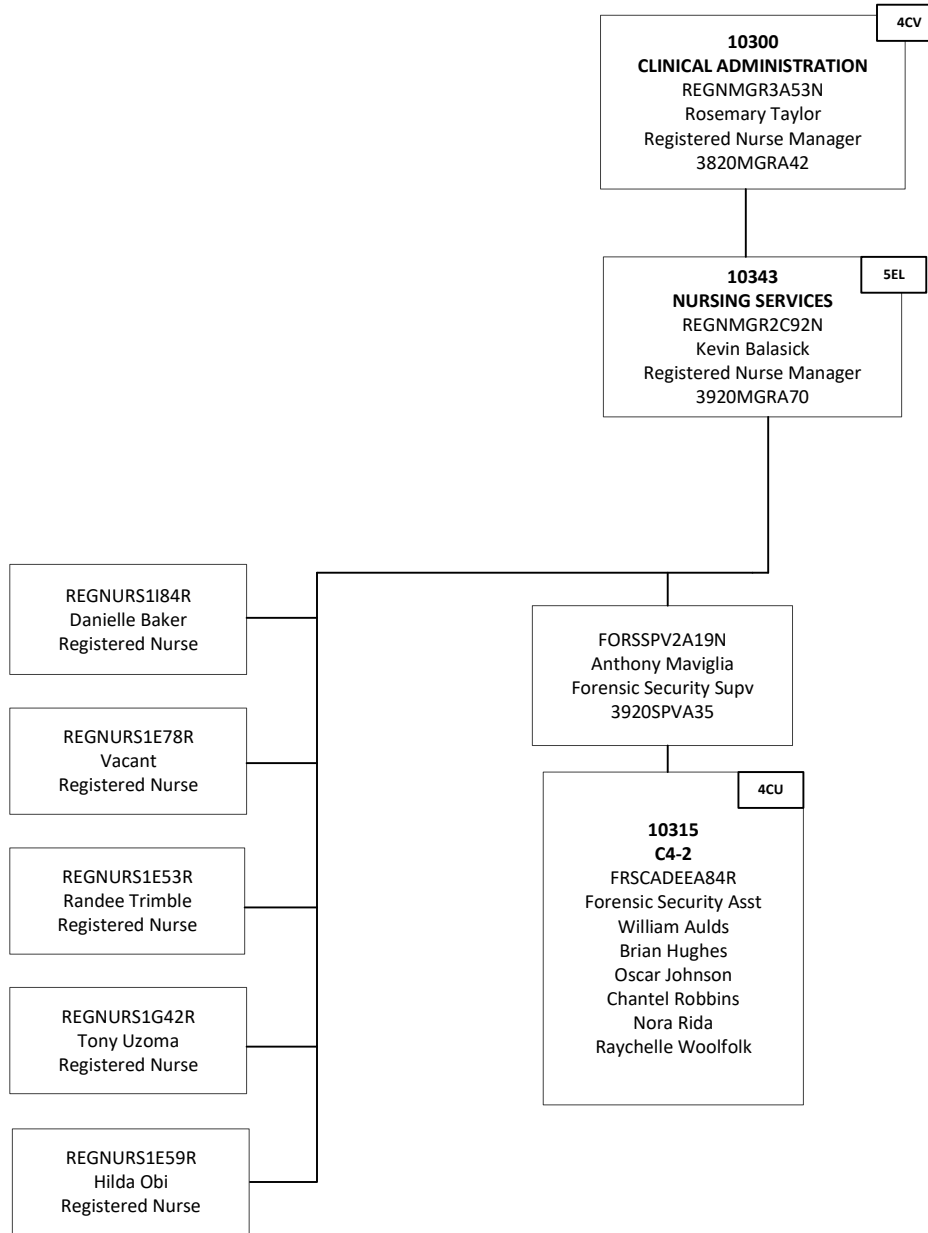 4CV
10300
CLINICAL ADMINISTRATION
REGNMGR3A53N
Rosemary Taylor
Registered Nurse Manager
3820MGRA42
5EL
10343
NURSING SERVICES
REGNMGR2C92N
Kevin Balasick
Registered Nurse Manager
3920MGRA70
REGNURS1I84R
Danielle Baker
Registered Nurse
REGNURS1E78R
Vacant
Registered Nurse
REGNURS1E53R
Randee Trimble
Registered Nurse
REGNURS1G42R
Tony Uzoma
Registered Nurse
REGNURS1E59R
Hilda Obi
Registered Nurse
FORSSPV2A19N
Anthony Maviglia
Forensic Security Supv
3920SPVA35
4CU
10315
C4-2
FRSCADEEA84R
Forensic Security Asst
William Aulds
Brian Hughes
Oscar Johnson
Chantel Robbins
Nora Rida
Raychelle Woolfolk